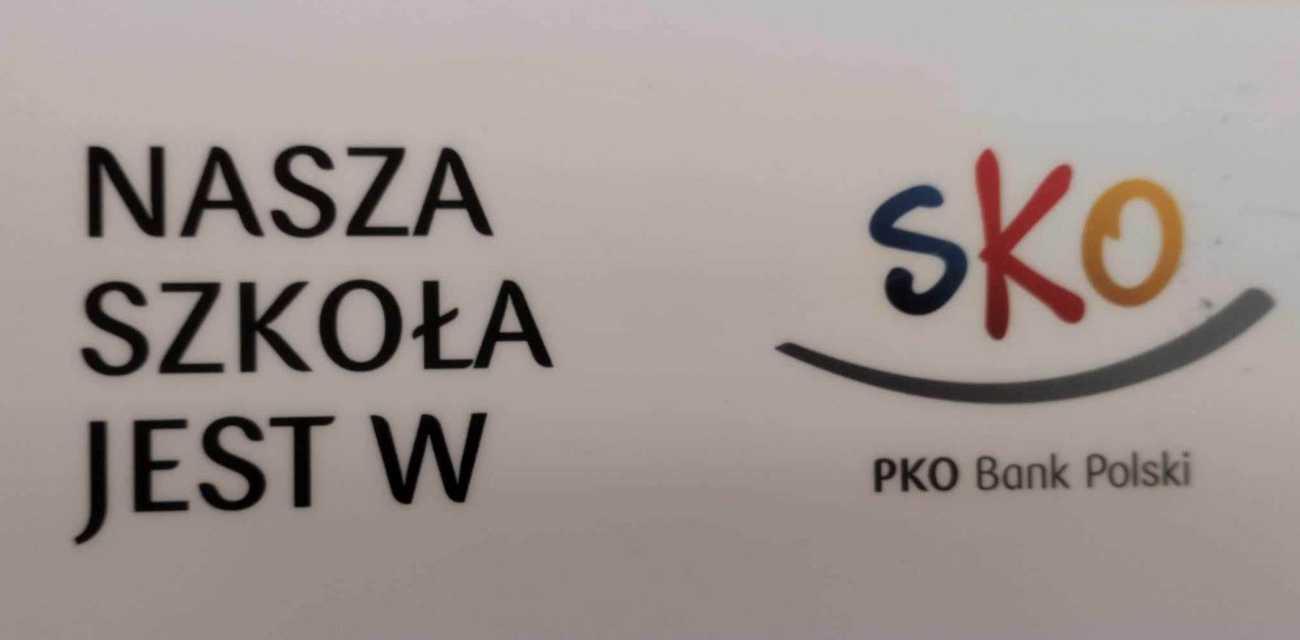 NASZA
SZKOŁA
JEST W
SKO
PKO Bank Polski